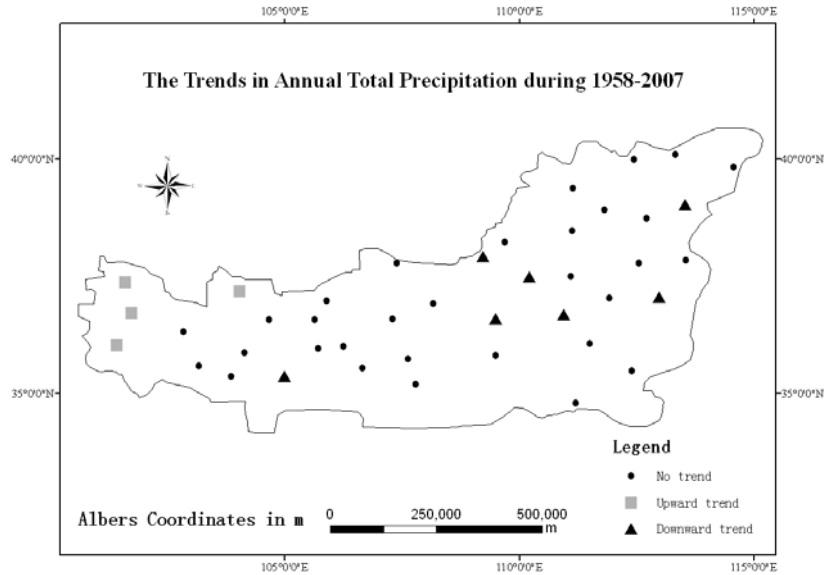 105°0'0"E 110°0'0"E 115°0'0"E
The Trends in Annual Total Precipitation during 1958-2007
40°0'0"N 40°0'0"N
N
W E
S
35°0'0"N 35°0'0"N
Legend
No trend
Upward trend
Downward trend
Albers Coordinates in m
0 250,000 500,000
m
105°0'0"E 110°0'0"E 115°0'0"E